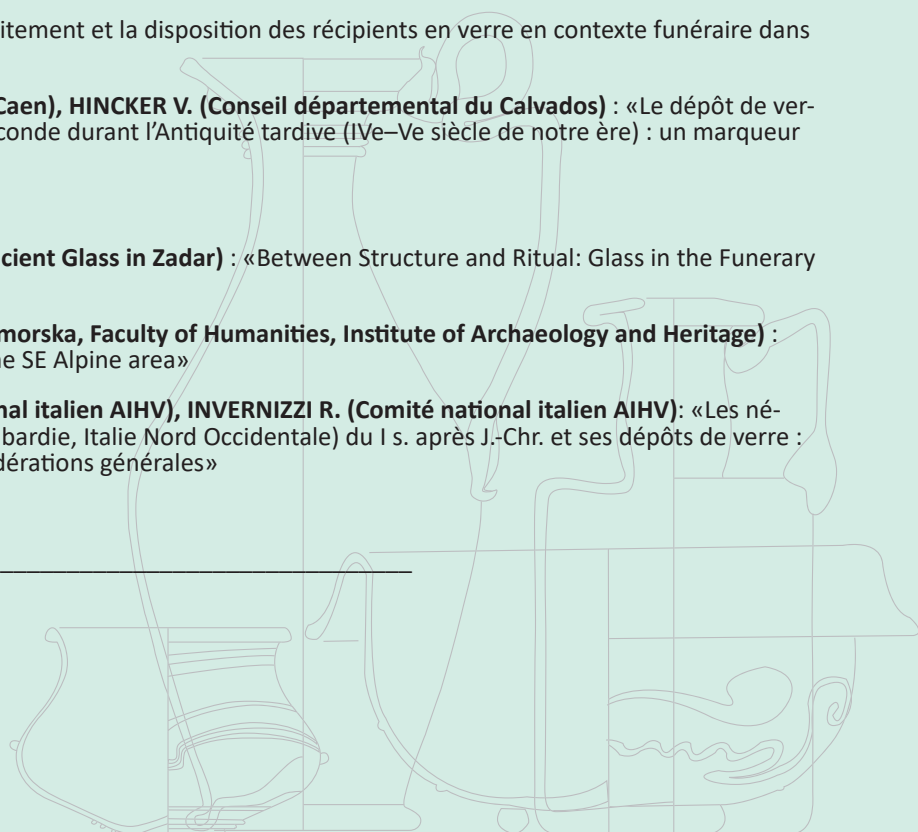 itement et la disposition des récipients en verre en contexte funéraire dans
Caen), HINCKER V. (Conseil départemental du Calvados) : «Le dépôt de ver-
conde durant l'Antiquité tardive (IVe–Ve siècle de notre ère) : un marqueur
cient Glass in Zadar) : «Between Structure and Ritual: Glass in the Funerary
morska, Faculty of Humanities, Institute of Archaeology and Heritage) :
ne SE Alpine area»
nal italien AIHV), INVERNIZZI R. (Comité national italien AIHV): «Les né-
bardie, Italie Nord Occidentale) du I s. après J.-Chr. et ses dépôts de verre :
dérations générales»